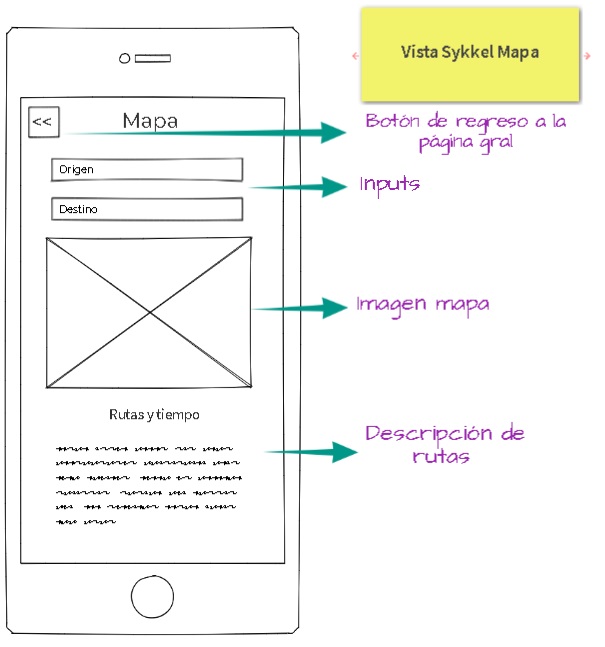 Vista Sykkel Mapa
<< Mapa
Botón de regreso a la
página gral
Origen
Inputs
Destino
Imagen mapa
Rutas y tiempo
Descripción de
rutas